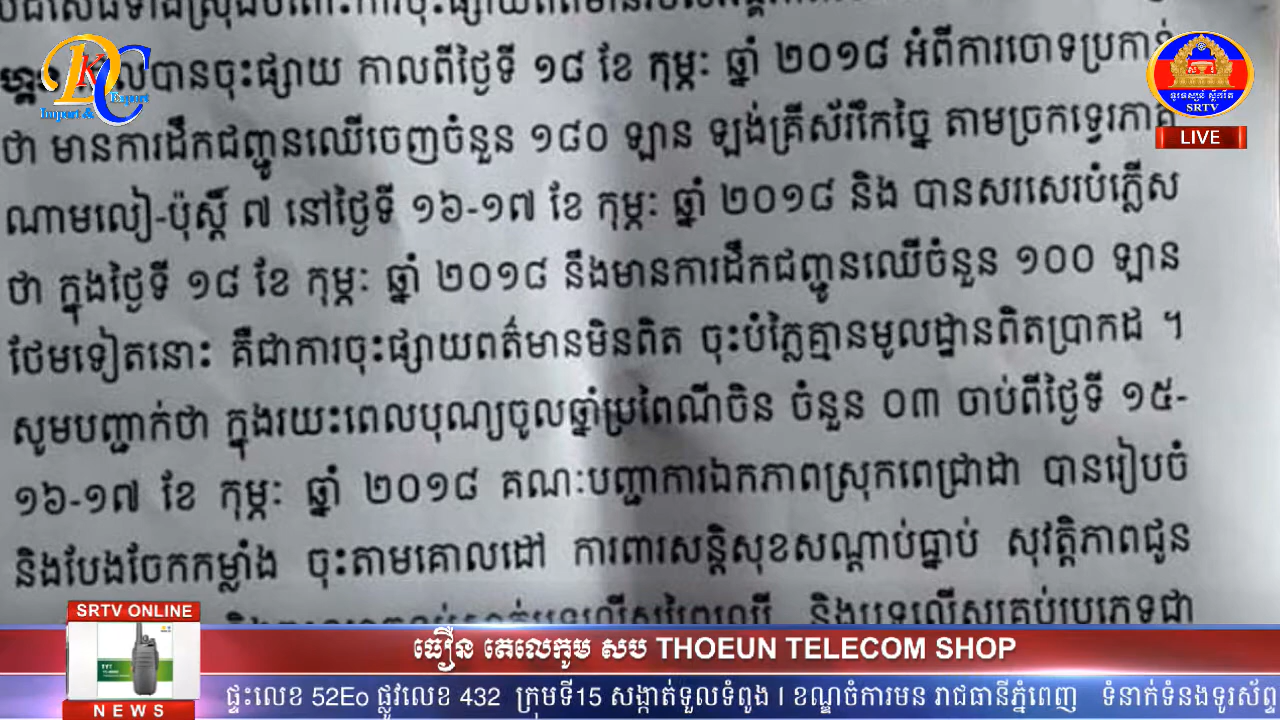 បានចុះផ្សាយ កាលពីថ្ងៃទី ១៨ ខែ កុម្ភៈ ឆ្នាំ ២០១៨ អំពីការចោទប្រកាន់
ថា មានការដឹកជញ្ជូនឈើចេញចំនួន ១៨០ ឡាន ឡង់គ្រីស័រកែច្នៃ តាមច្រកទ្វេរភាគី
ណាមលៀ-ប៉ុស្តិ៍ ៧ នៅថ្ងៃទី ១៦-១៧ ខែ កុម្ភៈ ឆ្នាំ ២០១៨ និង បានសរសេរបំភ្លើស
ថា ក្នុងថ្ងៃទី ១៨ ខែ កុម្ភៈ ឆ្នាំ ២០១៨ នឹងមានការដឹកជញ្ជូនឈើចំនួន ១០០ ឡាន
ថែមទៀតនោះ គឺជាការចុះផ្សាយពត៌មានមិនពិត ចុះបំភ្លៃគ្មានមូលដ្ឋានពិតប្រាកដ ។
សូមបញ្ជាក់ថា ក្នុងរយះពេលបុណ្យចូលឆ្នាំប្រពៃណីចិន ចំនួន ០៣ ចាប់ពីថ្ងៃទី ១៥-
១៦-១៧ ខែ កុម្ភៈ ឆ្នាំ ២០១៨ គណៈបញ្ជាការឯកភាពស្រុកពេជ្រាដា បានរៀបចំ
និងបែងចែកកម្លាំង ចុះតាមគោលដៅ ការពារសន្តិសុខសណ្តាប់ធ្នាប់ សុវត្តិភាពជូន
KC
Import & Export
ទូរទស្សន៍ ស្ទឹករ៉ត
SRTV
LIVE
SRTV ONLINE
NEWS
ធឿន តេលេកូម សប THOEUN TELECOM SHOP
ផ្ទះលេខ 52Eo ផ្លូវលេខ 432 ក្រុមទី15 សង្កាត់ទួលទំពូង I ខណ្ឌចំការមន រាជធានីភ្នំពេញ ទំនាក់ទំនងទូរស័ព្ទ